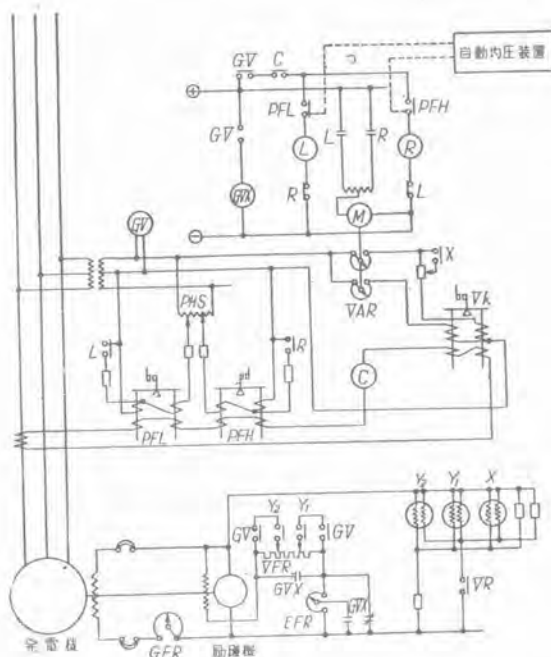 自動内圧装置
GV C
⊕
PFL
PFH
GV
L
L R
R
GVX
R
L
M
⊖
GV
X
PHS
VAR
VR
L
R
C
PFL
PFH
Y2 Y1 X
Y2 Y1
GV
GV
VFR
GVX
GVX
VR
EFR
発電機
GFR
励磁機